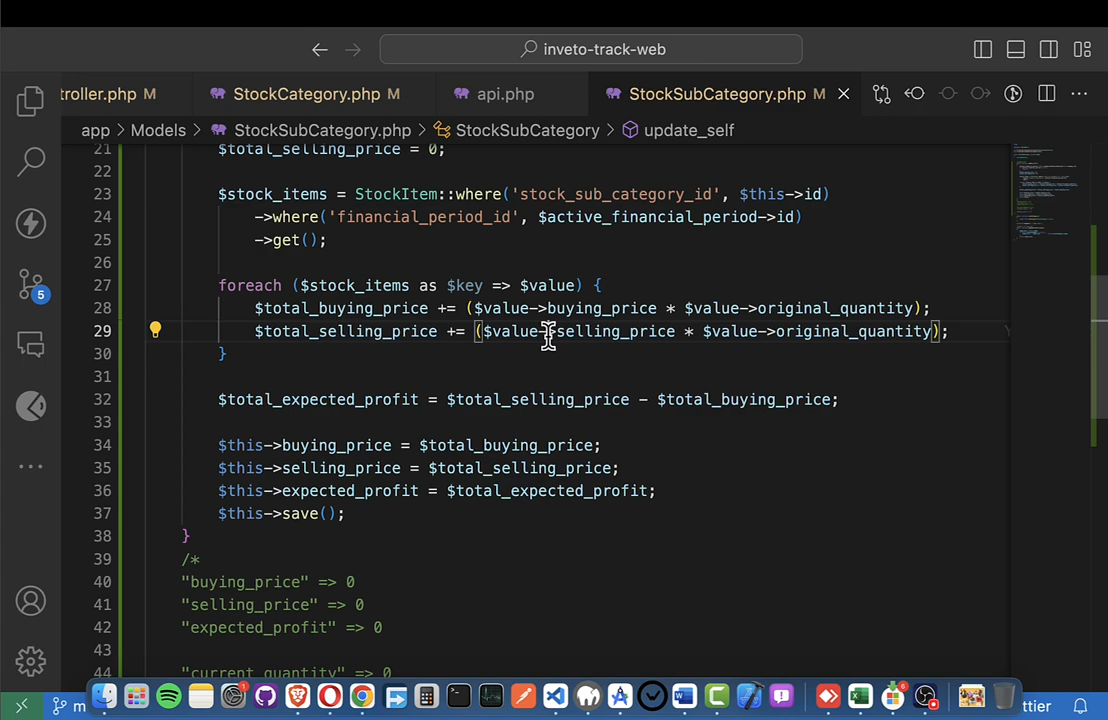 inveto-track-web
troller.php M
StockCategory.php M
api.php
StockSubCategory.php M
app > Models > StockSubCategory.php > StockSubCategory > update_self
21 $total_selling_price = 0;
22
23 $stock_items = StockItem::where('stock_sub_category_id', $this->id)
24 ->where('financial_period_id', $active_financial_period->id)
25 ->get();
26
27 foreach ($stock_items as $key => $value) {
28 $total_buying_price += ($value->buying_price * $value->original_quantity);
29 $total_selling_price += ($value->selling_price * $value->original_quantity);
30 }
31
32 $total_expected_profit = $total_selling_price - $total_buying_price;
33
34 $this->buying_price = $total_buying_price;
35 $this->selling_price = $total_selling_price;
36 $this->expected_profit = $total_expected_profit;
37 $this->save();
38 }
39 /*
40 "buying_price" => 0
41 "selling_price" => 0
42 "expected_profit" => 0
43
44 "current_quantity" => 0
5
1
6
m
ttier